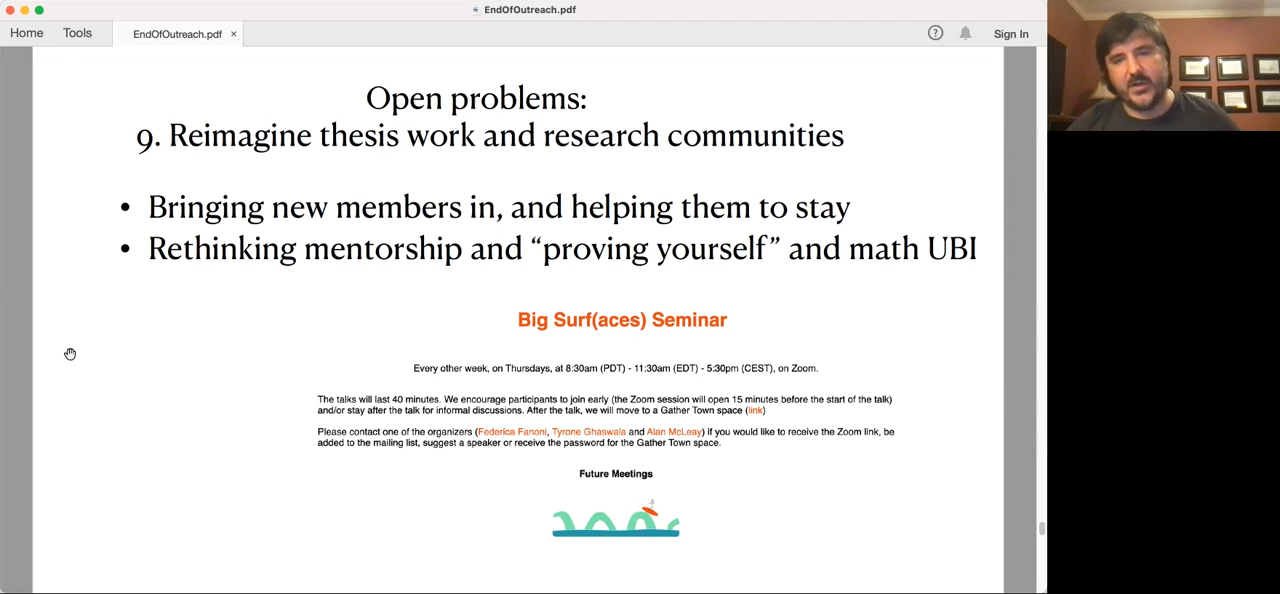 EndOfOutreach.pdf
Home Tools EndOfOutreach.pdf × ? Sign In
Open problems:
9. Reimagine thesis work and research communities
• Bringing new members in, and helping them to stay
• Rethinking mentorship and “proving yourself” and math UBI
Big Surf(aces) Seminar
Every other week, on Thursdays, at 8:30am (PDT) - 11:30am (EDT) - 5:30pm (CEST), on Zoom.
The talks will last 40 minutes. We encourage participants to join early (the Zoom session will open 15 minutes before the start of the talk)
and/or stay after the talk for informal discussions. After the talk, we will move to a Gather Town space (link)
Please contact one of the organizers (Federica Fanoni, Tyrone Ghaswala and Alan McLeay) if you would like to receive the Zoom link, be
added to the mailing list, suggest a speaker or receive the password for the Gather Town space.
Future Meetings